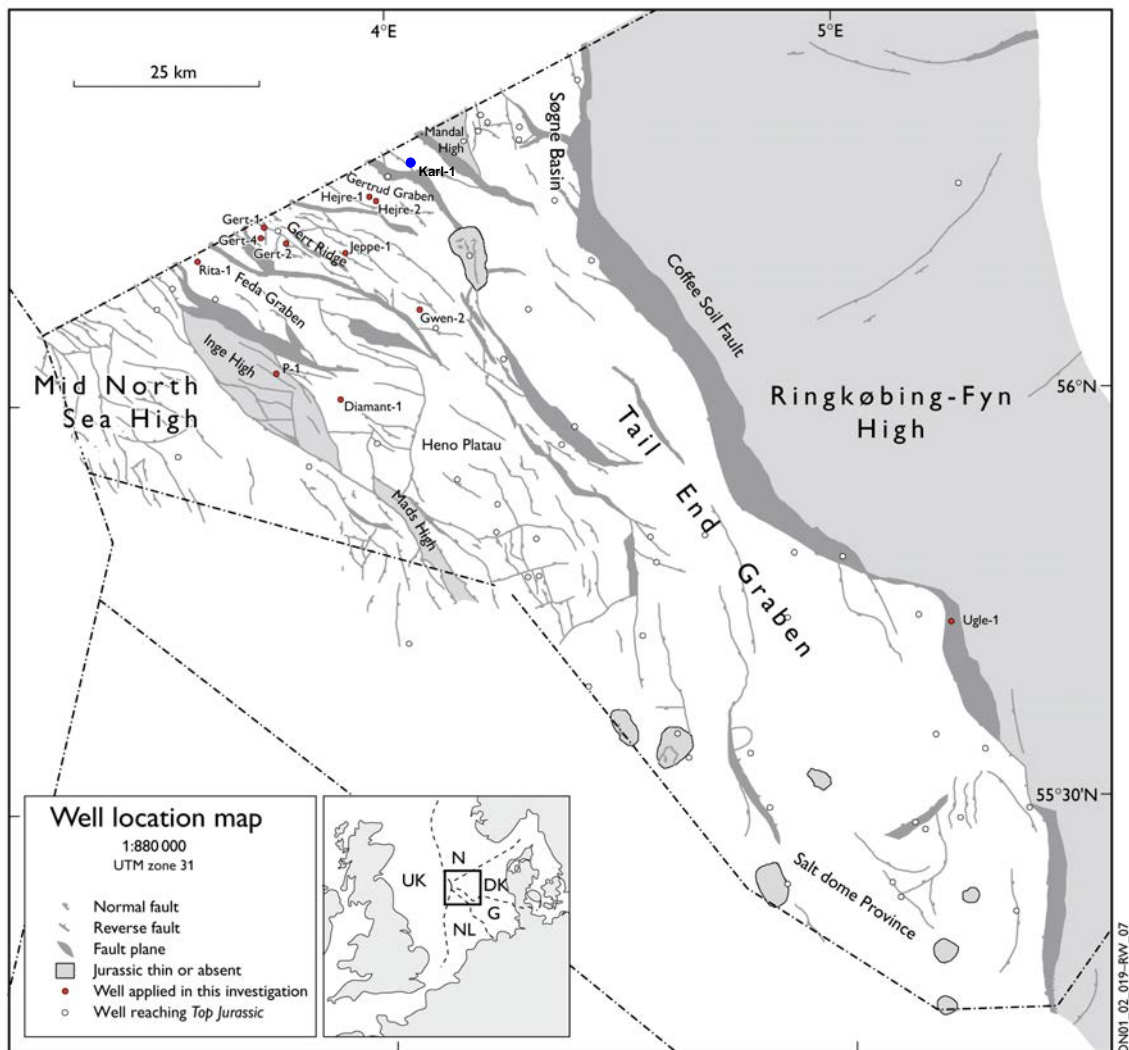 4°E
5°E
25 km
Søgne Basin
Mandal
High
Karl-1
Gertrud Graben
Hejre-1
Hejre-2
Gert-1
Gert-4
Gert-2
Gert Ridge
Jeppe-1
Rita-1
Feda Graben
Gwen-2
Coffee Soil Fault
Inge High
P-1
Mid North
Sea High
Diamant-1
56°N
Ringkøbing-Fyn
High
Heno Platau
Tail End Graben
Mads High
Ugle-1
55°30'N
Salt dome Province
Well location map
1:880 000
UTM zone 31
Normal fault
Reverse fault
Fault plane
Jurassic thin or absent
Well applied in this investigation
Well reaching Top Jurassic
N
UK
DK
G
NL
DN01_02_019-RW_07